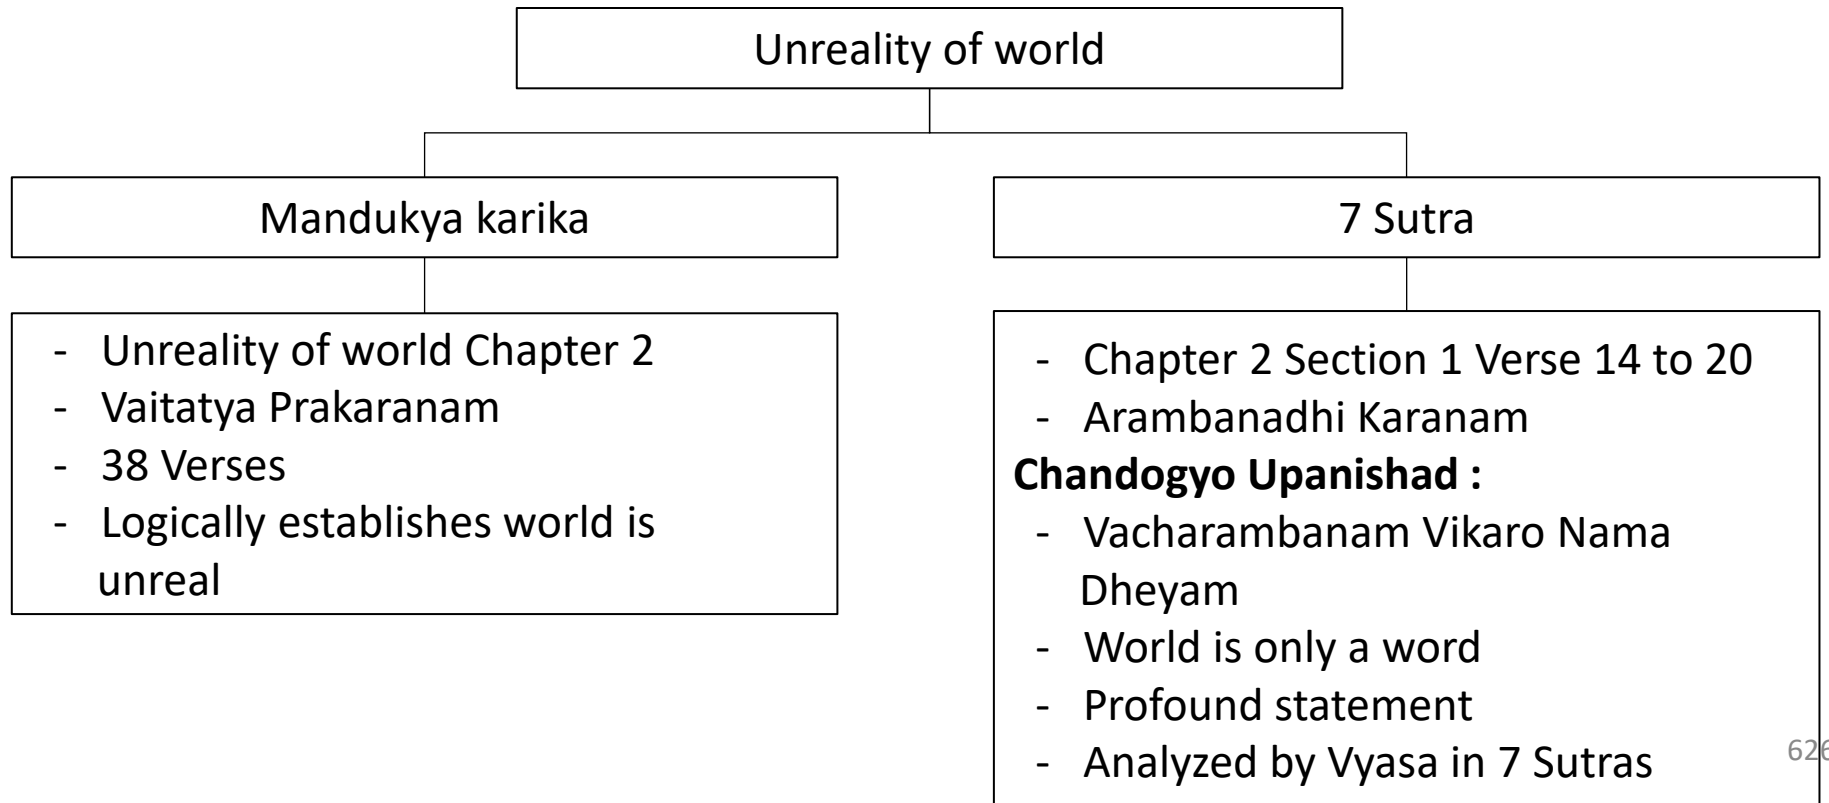 Unreality of world
Mandukya karika
- Unreality of world Chapter 2
- Vaitatya Prakaranam
- 38 Verses
- Logically establishes world is
unreal
7 Sutra
- Chapter 2 Section 1 Verse 14 to 20
- Arambanadhi Karanam
Chandogyo Upanishad :
- Vacharambanam Vikaro Nama
Dheyam
- World is only a word
- Profound statement
- Analyzed by Vyasa in 7 Sutras
626